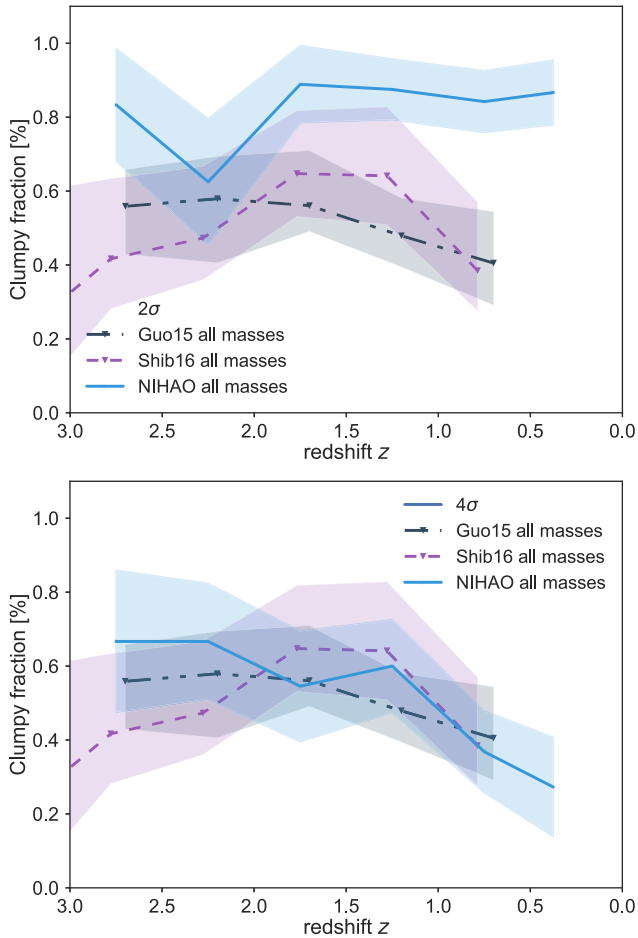 1.0
0.8
0.6
0.4
0.2
0.0
Clumpy fraction [%]
2σ
Guo15 all masses
Shib16 all masses
NIHAO all masses
3.0 2.5 2.0 1.5 1.0 0.5 0.0
redshift z
1.0
0.8
0.6
0.4
0.2
0.0
Clumpy fraction [%]
4σ
Guo15 all masses
Shib16 all masses
NIHAO all masses
3.0 2.5 2.0 1.5 1.0 0.5 0.0
redshift z